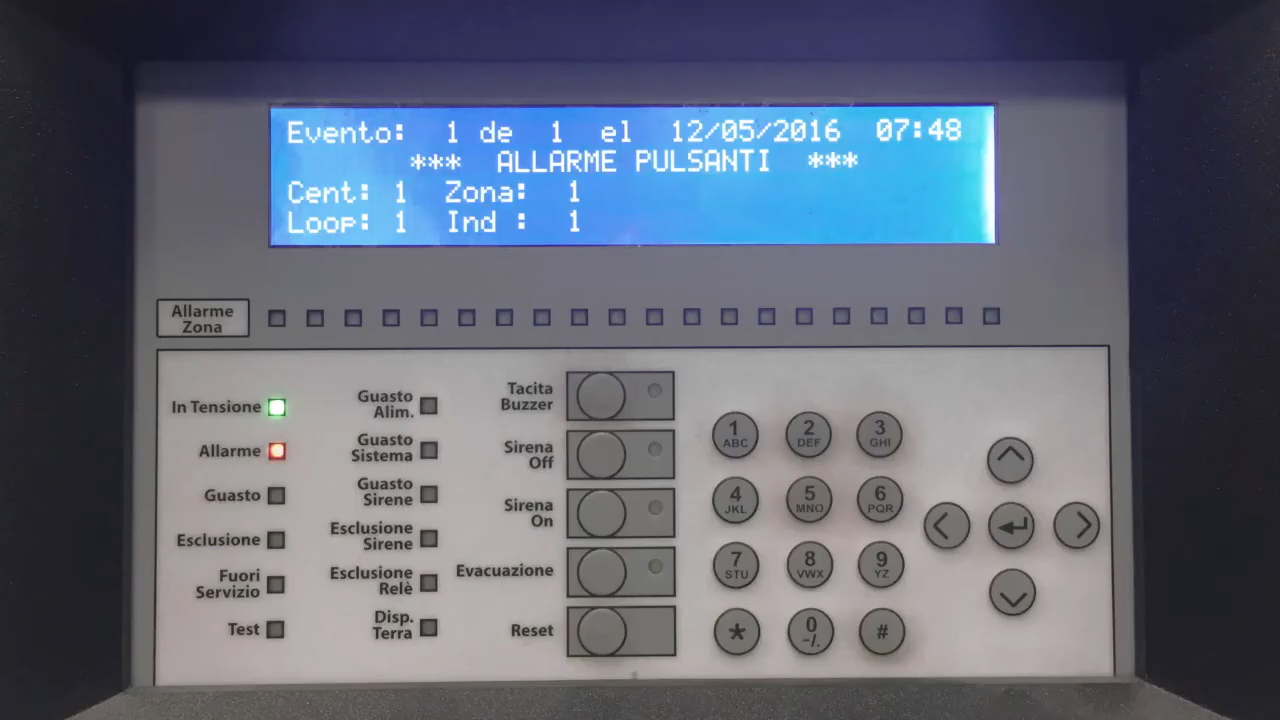 Evento: 1 de 1 el 12/05/2016 07:48
*** ALLARME PULSANTI ***
Cent: 1 Zona: 1
Loop: 1 Ind : 1
Allarme
Zona
In Tensione
Allarme
Guasto
Esclusione
Fuori
Servizio
Test
Guasto
Alim.
Guasto
Sistema
Guasto
Sirene
Esclusione
Sirene
Esclusione
Relè
Disp.
Terra
Tacita
Buzzer
Sirena
Off
Sirena
On
Evacuazione
Reset
1
ABC
2
DEF
3
GHI
4
JKL
5
MNO
6
PQR
7
STU
8
VWX
9
YZ
*
0
-/.
#